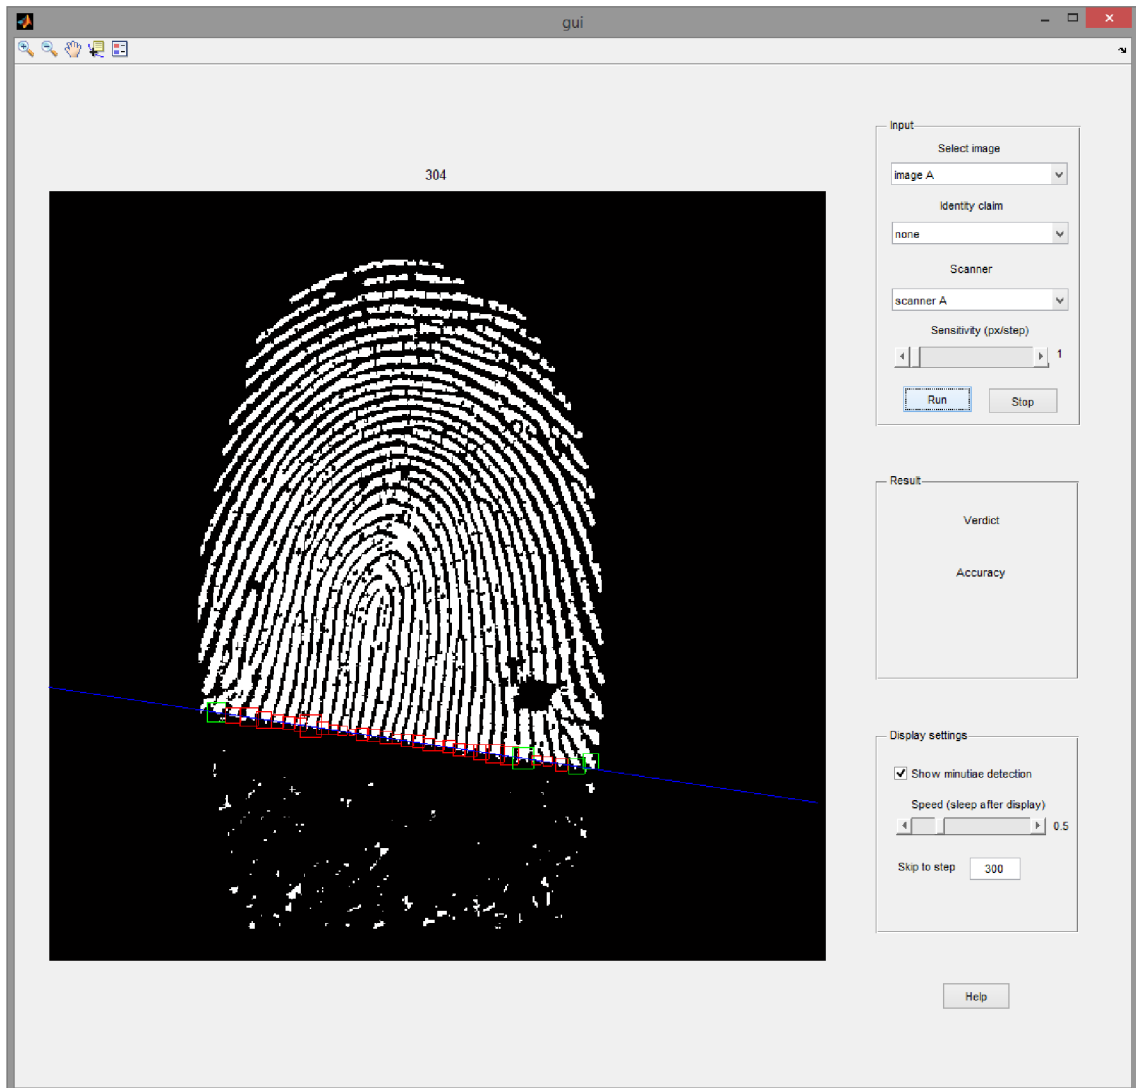 gui
304
Input
Select image
image A
Identity claim
none
Scanner
scanner A
Sensitivity (px/step)
1
Run Stop
Result
Verdict
Accuracy
Display settings
Show minutiae detection
Speed (sleep after display)
0.5
Skip to step 300
Help